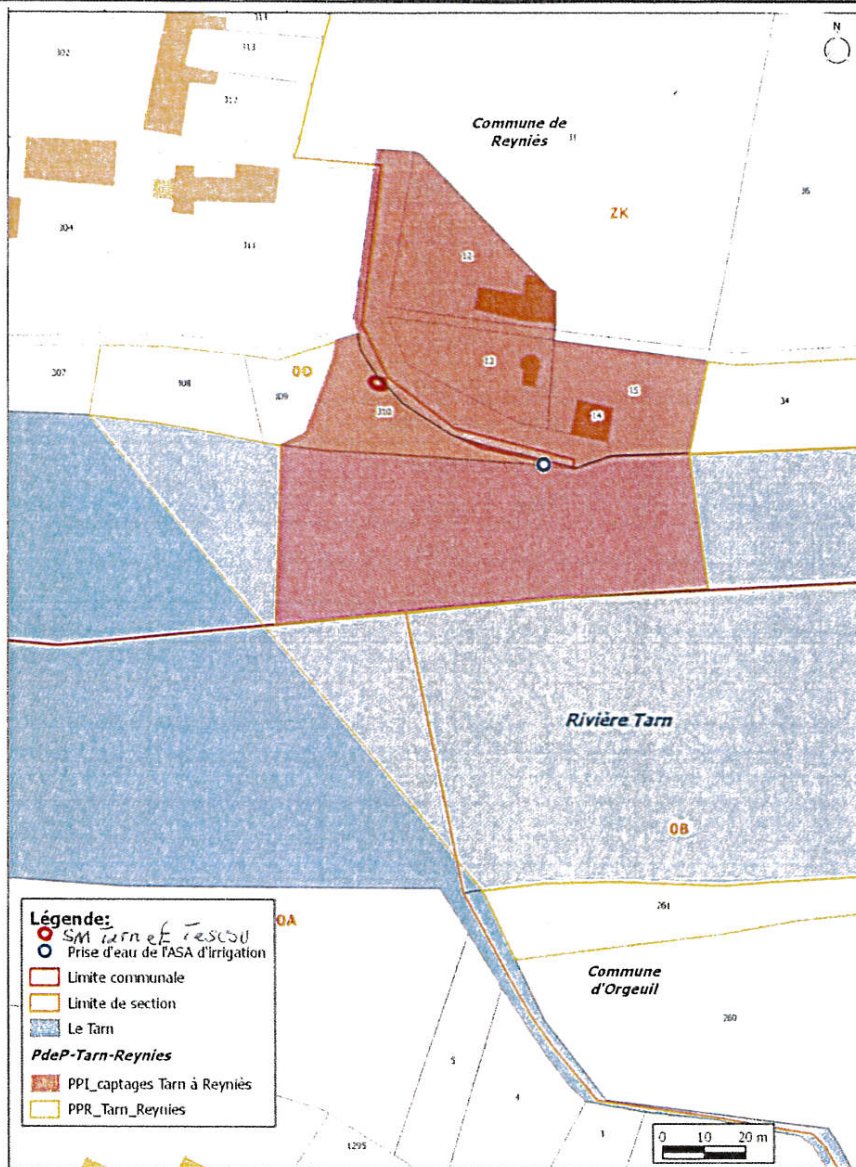 314
302
313
312
N
Commune de
Reyniès
31
36
ZK
304
311
12
307
308
309
0D
310
13
14
15
34
Rivière Tarn
0B
0A
261
Commune
d'Orgeuil
260
5
4
3
1295
Légende:
SM Tarn et Tescou
Prise d'eau de l'ASA d'irrigation
Limite communale
Limite de section
Le Tarn
PdeP-Tarn-Reynies
PPI_captages Tarn à Reyniès
PPR_Tarn_Reynies
0 10 20 m